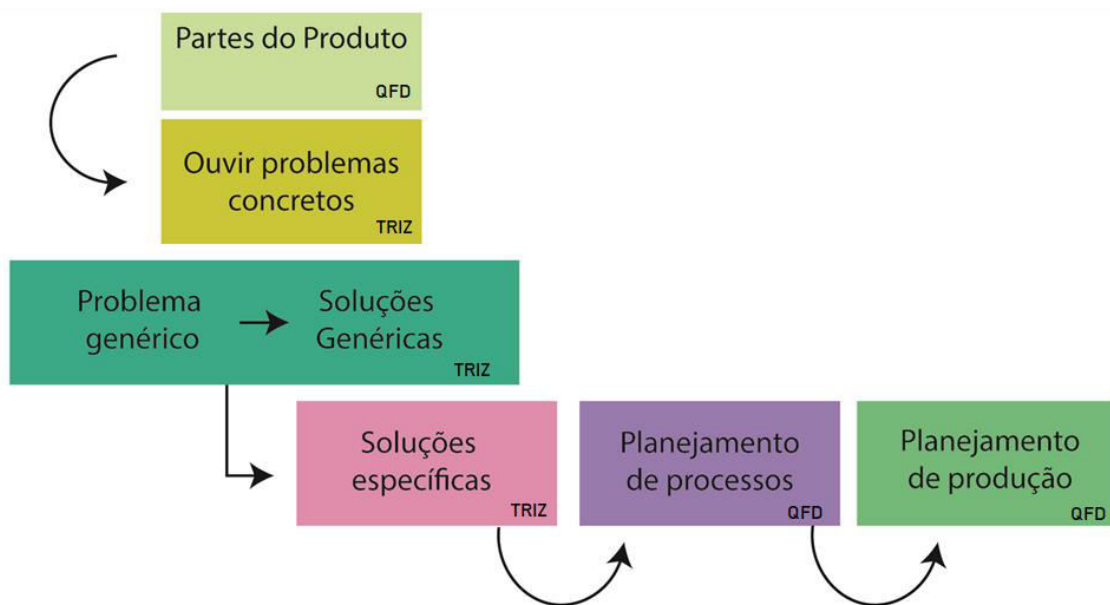 Partes do Produto
QFD
Ouvir problemas
concretos
TRIZ
Problema
genérico
Soluções
Genéricas
TRIZ
Soluções
específicas
TRIZ
Planejamento
de processos
QFD
Planejamento
de produção
QFD